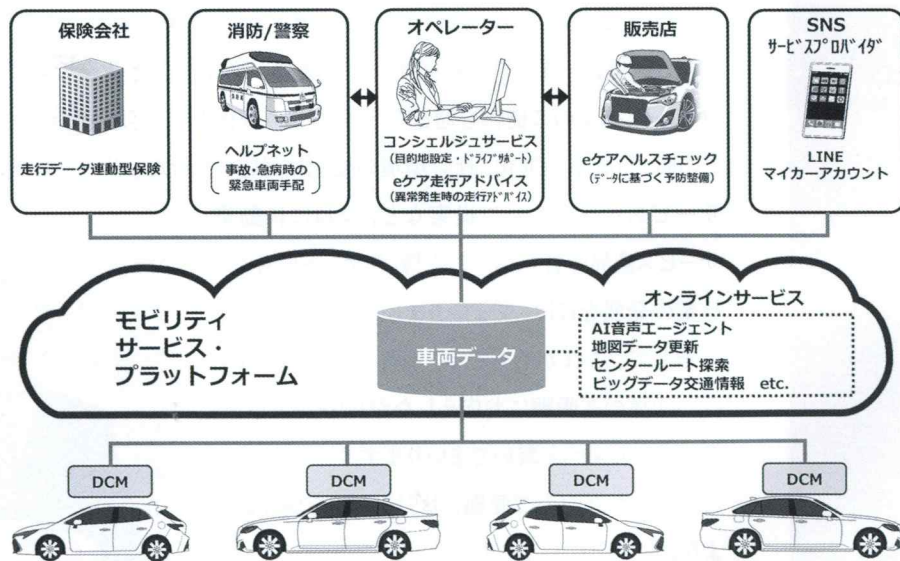 保険会社
走行データ連動型保険
消防/警察
ヘルプネット
事故・急病時の
緊急車両手配
オペレーター
コンシェルジュサービス
(目的地設定・ドライブサポート)
eケア走行アドバイス
(異常発生時の走行アドバイス)
販売店
eケアヘルスチェック
(データに基づく予防整備)
SNS
サービスプロバイダ
LINE
マイカーアカウント
モビリティ
サービス・
プラットフォーム
車両データ
オンラインサービス
AI音声エージェント
地図データ更新
センタールート探索
ビッグデータ交通情報 etc.
DCM
DCM
DCM
DCM